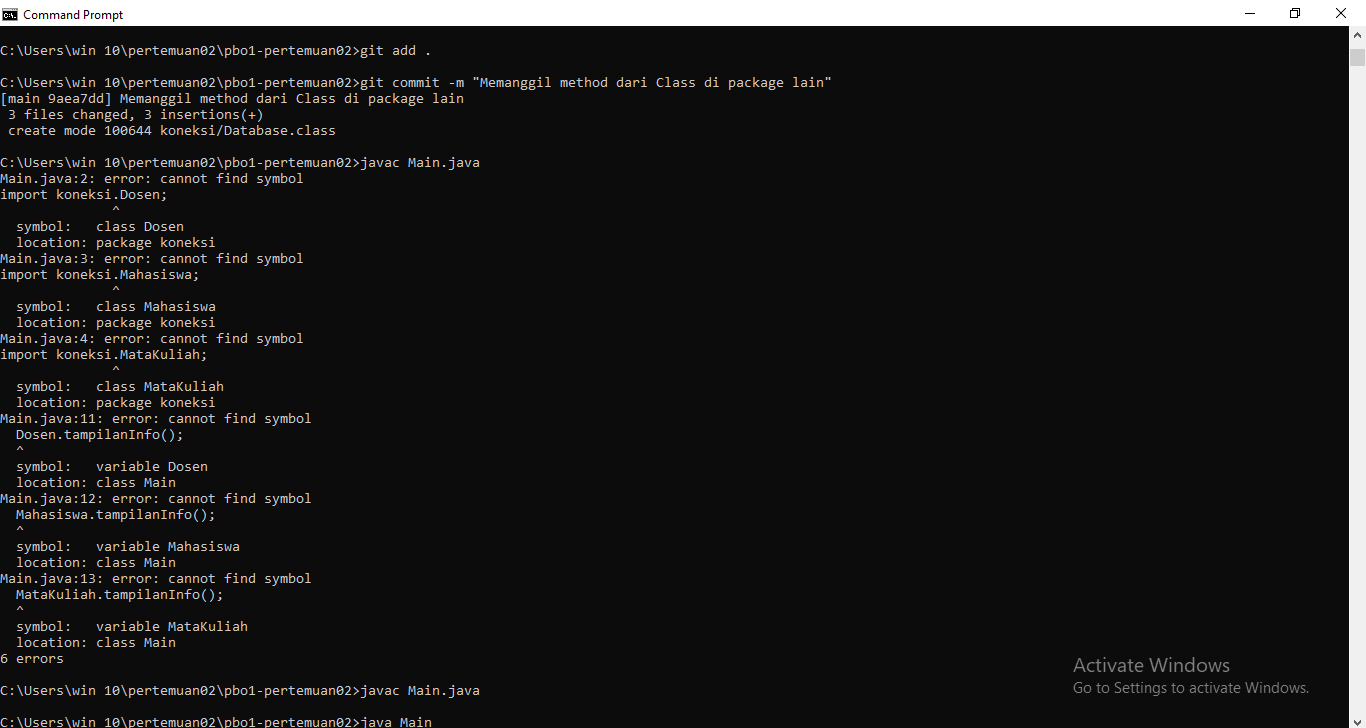 Command Prompt
C:\Users\win 10\pertemuan02\pbo1-pertemuan02>git add .
C:\Users\win 10\pertemuan02\pbo1-pertemuan02>git commit -m "Memanggil method dari Class di package lain"
[main 9aea7dd] Memanggil method dari Class di package lain
 3 files changed, 3 insertions(+)
 create mode 100644 koneksi/Database.class
C:\Users\win 10\pertemuan02\pbo1-pertemuan02>javac Main.java
Main.java:2: error: cannot find symbol
import koneksi.Dosen;
              ^
  symbol:   class Dosen
  location: package koneksi
Main.java:3: error: cannot find symbol
import koneksi.Mahasiswa;
              ^
  symbol:   class Mahasiswa
  location: package koneksi
Main.java:4: error: cannot find symbol
import koneksi.MataKuliah;
              ^
  symbol:   class MataKuliah
  location: package koneksi
Main.java:11: error: cannot find symbol
  Dosen.tampilanInfo();
  ^
  symbol:   variable Dosen
  location: class Main
Main.java:12: error: cannot find symbol
  Mahasiswa.tampilanInfo();
  ^
  symbol:   variable Mahasiswa
  location: class Main
Main.java:13: error: cannot find symbol
  MataKuliah.tampilanInfo();
  ^
  symbol:   variable MataKuliah
  location: class Main
6 errors
C:\Users\win 10\pertemuan02\pbo1-pertemuan02>javac Main.java
C:\Users\win 10\pertemuan02\pbo1-pertemuan02>java Main
Activate Windows
Go to Settings to activate Windows.